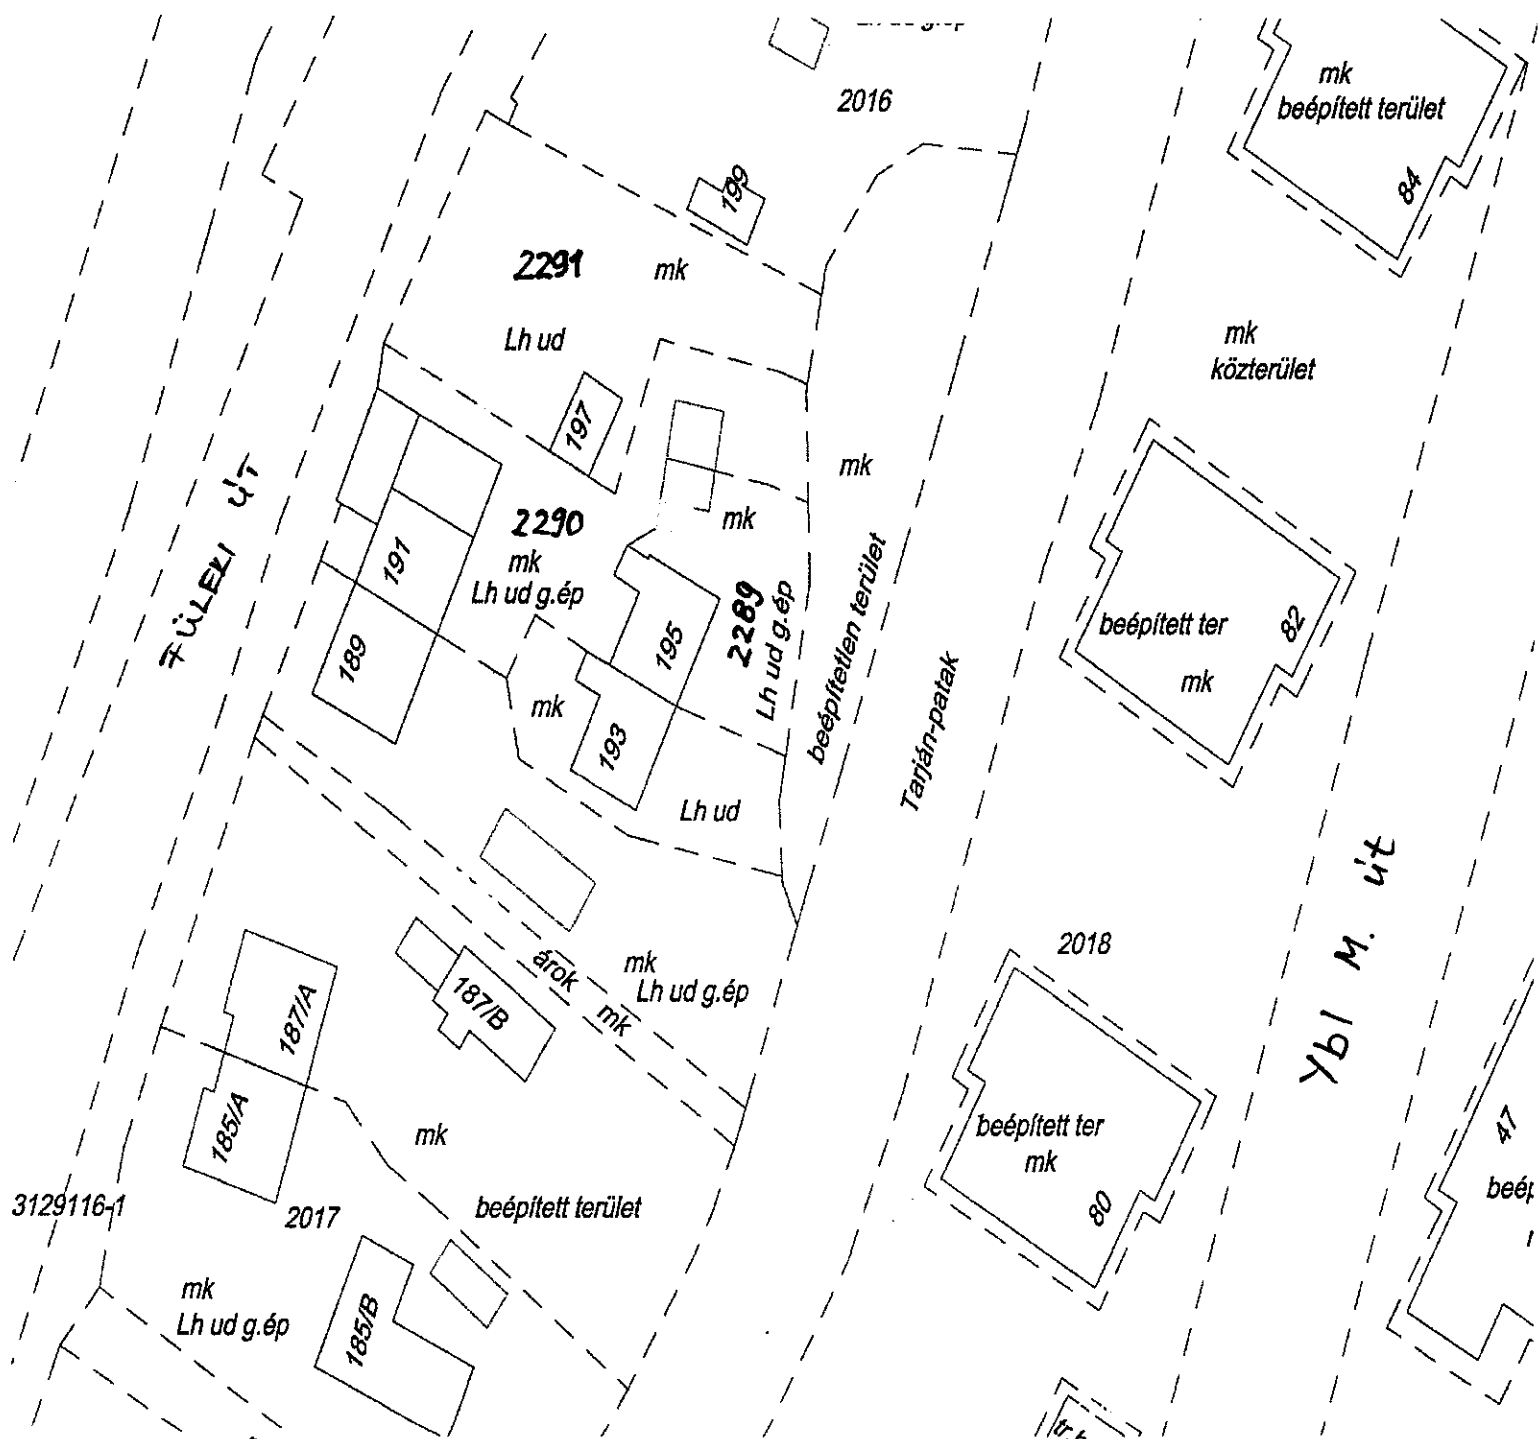 2016
mk
beépített terület
84
199
2291
mk
Lh ud
mk
közterület
197
mk
FÜLEKI ÚT
2290
mk
Lh ud g.ép
mk
191
189
195
2289
Lh ud g.ép
beépítetlen terület
beépített ter
82
mk
mk
193
Tarján-patak
Lh ud
Ybl M. út
2018
árok
mk
mk
Lh ud g.ép
187/A
187/B
185/A
mk
beépített ter
mk
80
47
3129116-1
2017
beépített terület
mk
Lh ud g.ép
185/B